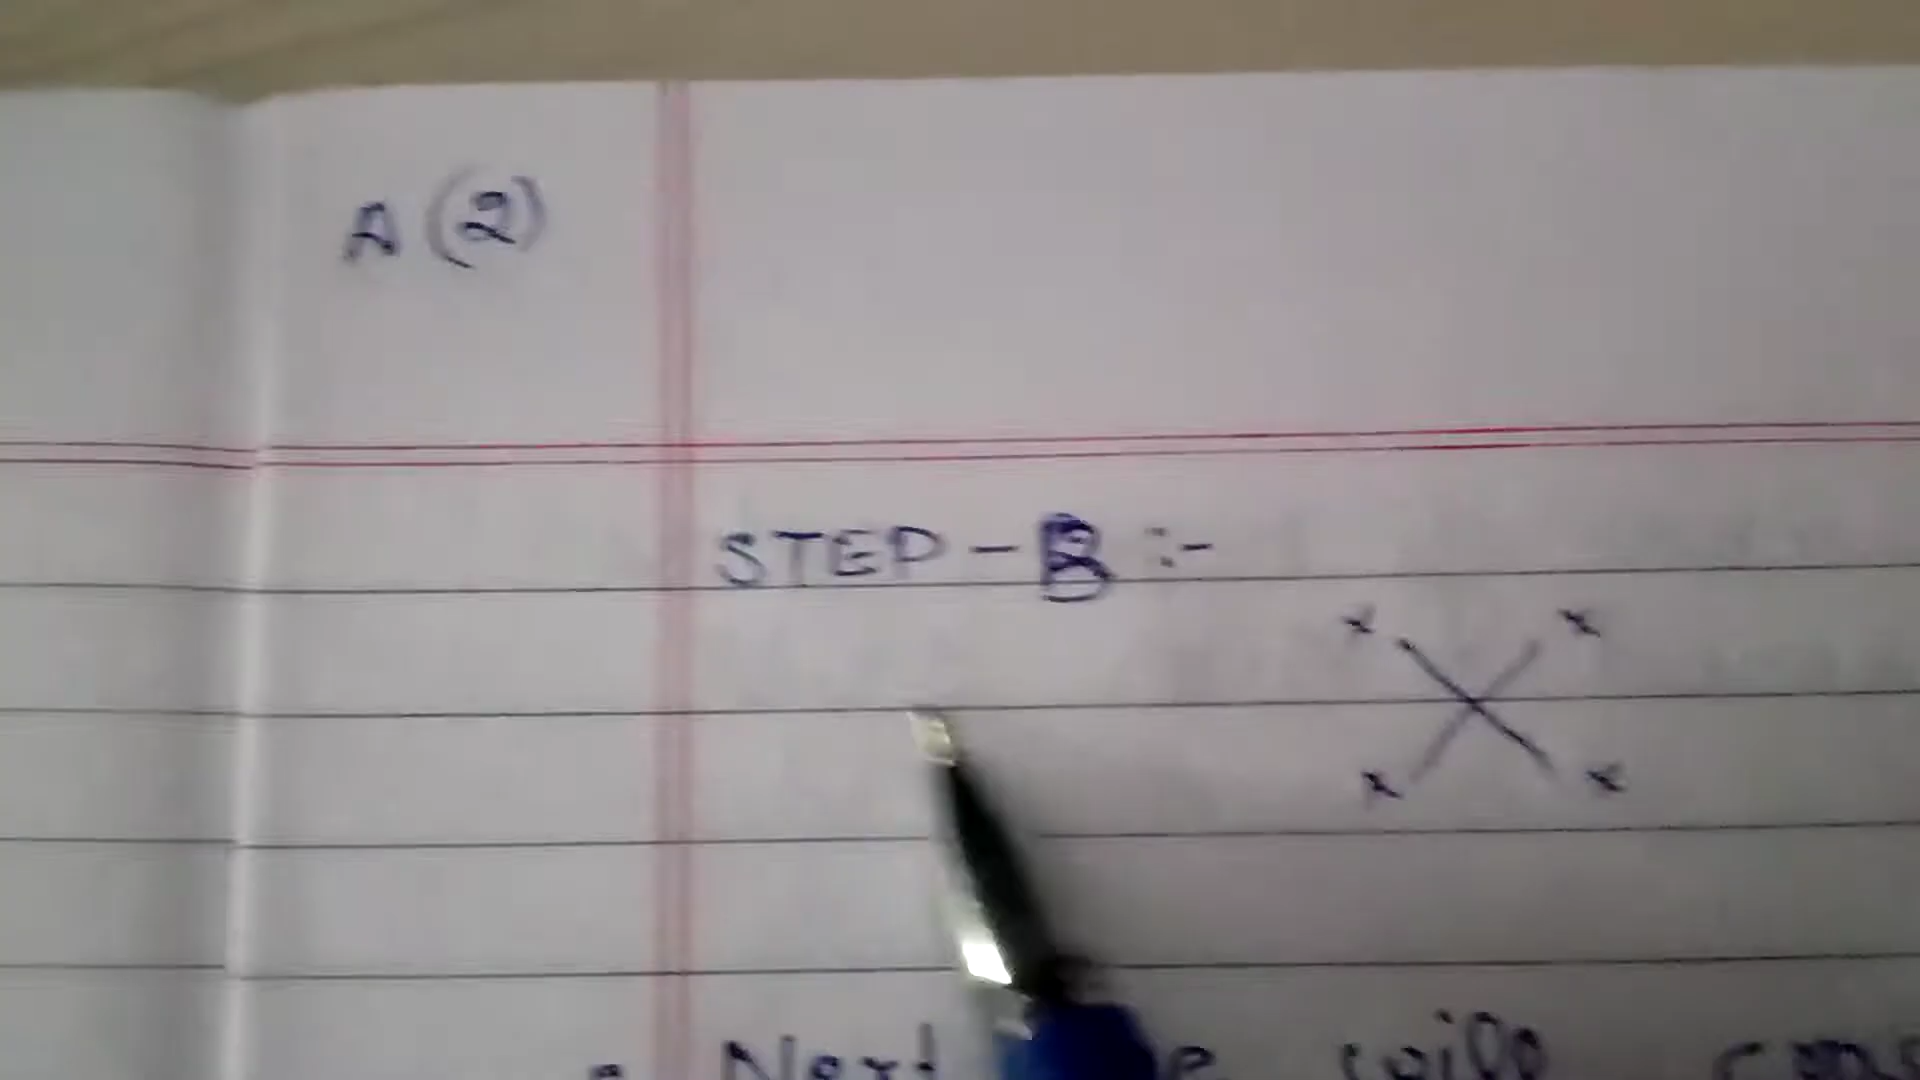 A (2)
STEP - B :-
x x
x x
Next will